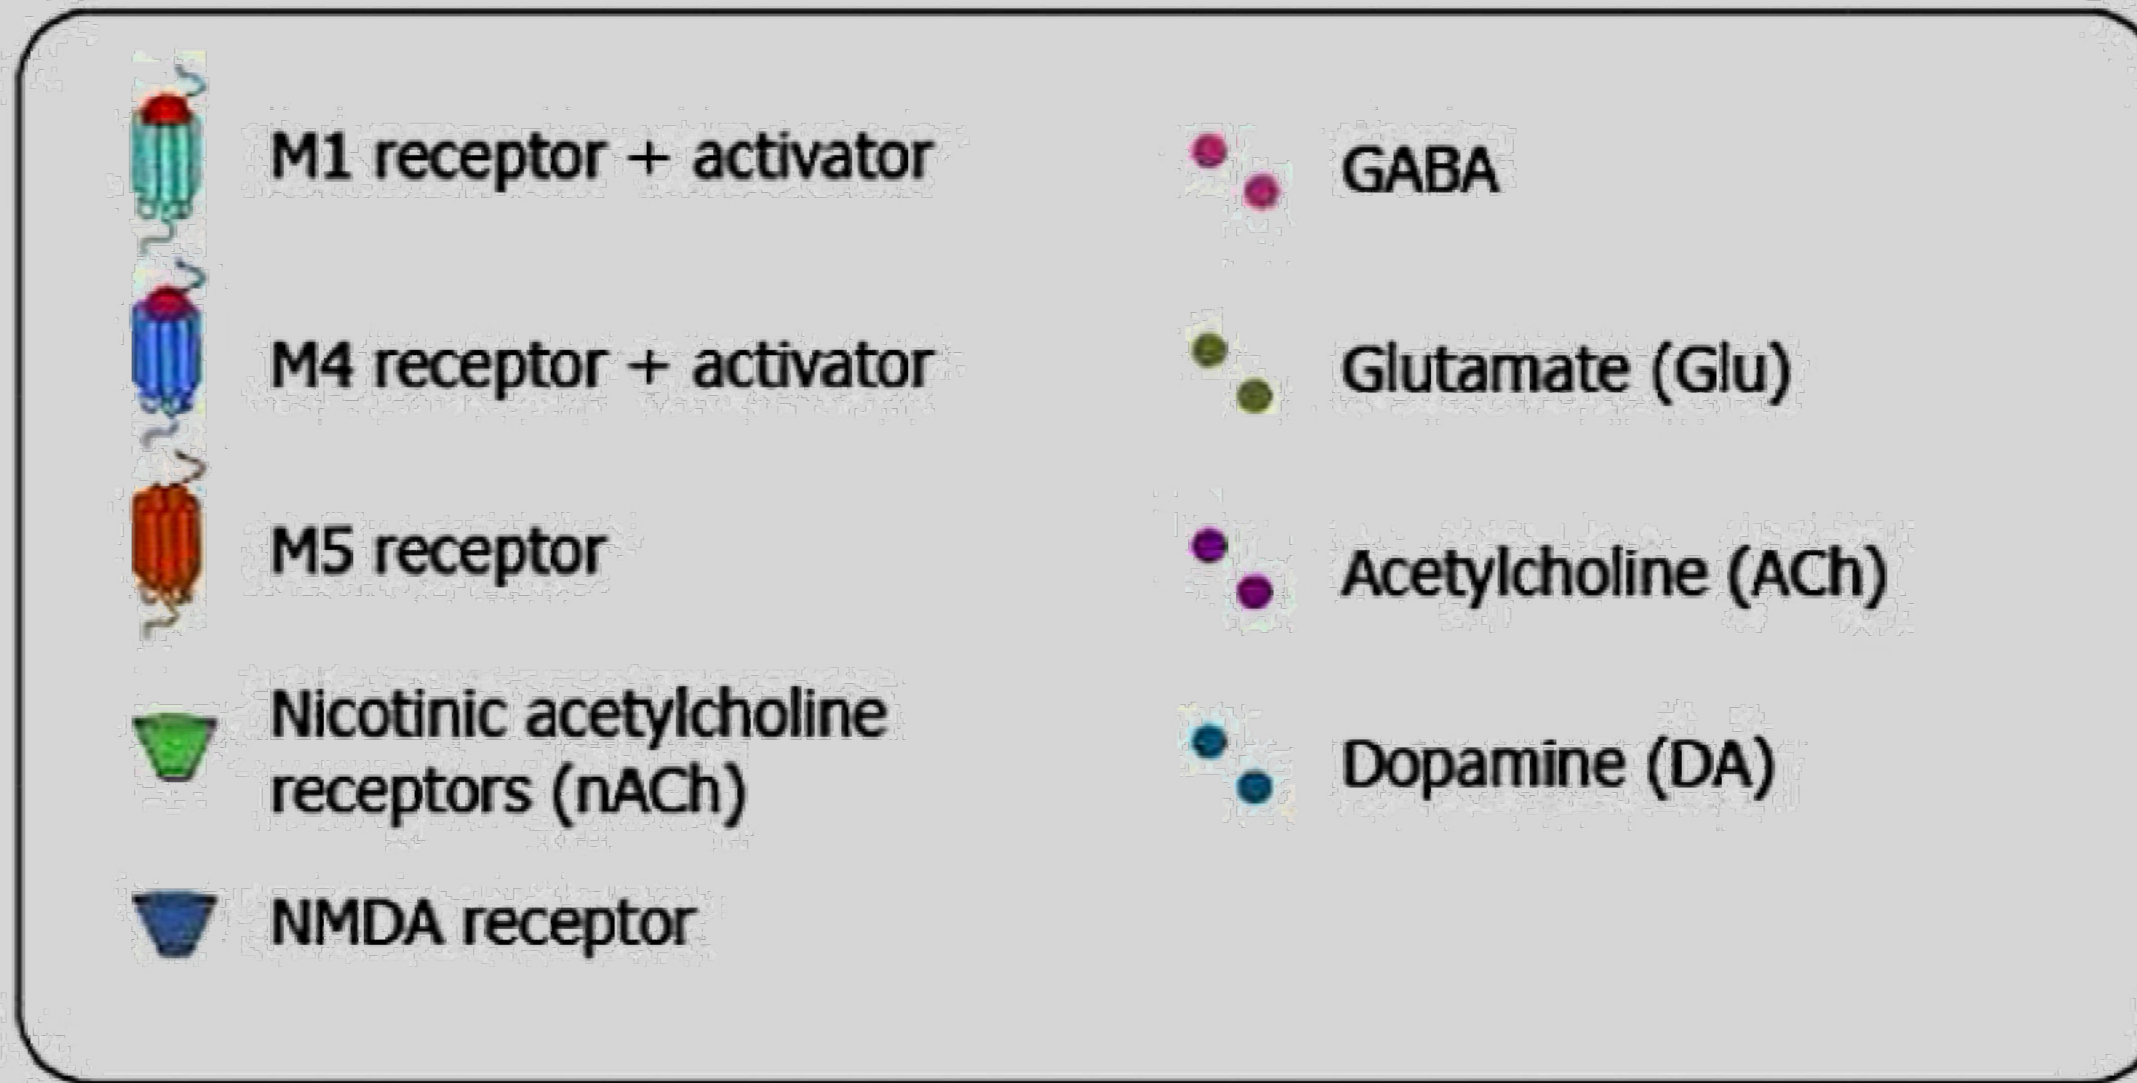 M1 receptor + activator
M4 receptor + activator
M5 receptor
Nicotinic acetylcholine
receptors (nACh)
NMDA receptor
GABA
Glutamate (Glu)
Acetylcholine (ACh)
Dopamine (DA)